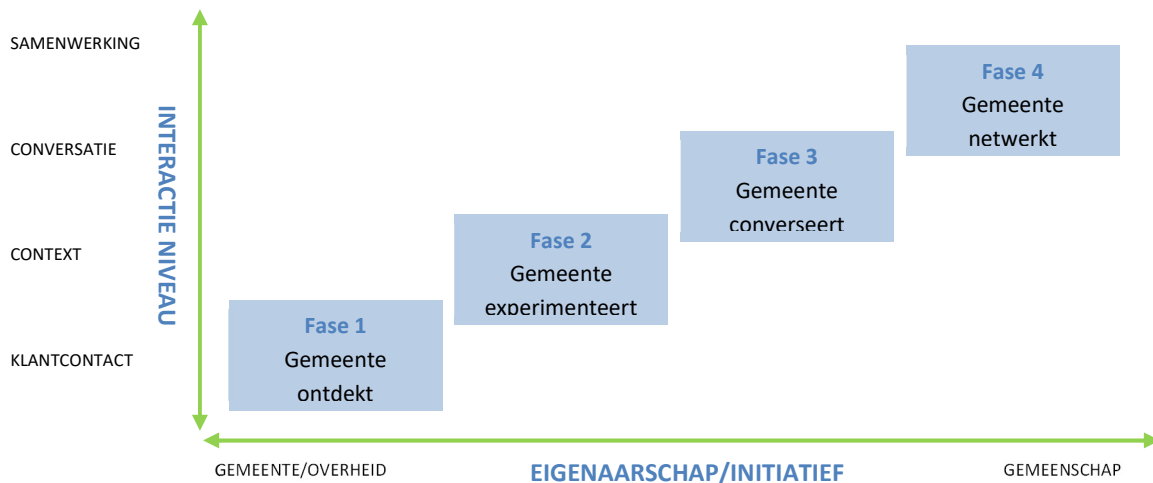 SAMENWERKING
CONVERSATIE
CONTEXT
KLANTCONTACT
INTERACTIE NIVEAU
Fase 1
Gemeente
ontdekt
Fase 2
Gemeente
experimenteert
Fase 3
Gemeente
converseert
Fase 4
Gemeente
netwerkt
GEMEENTE/OVERHEID
EIGENAARSCHAP/INITIATIEF
GEMEENSCHAP